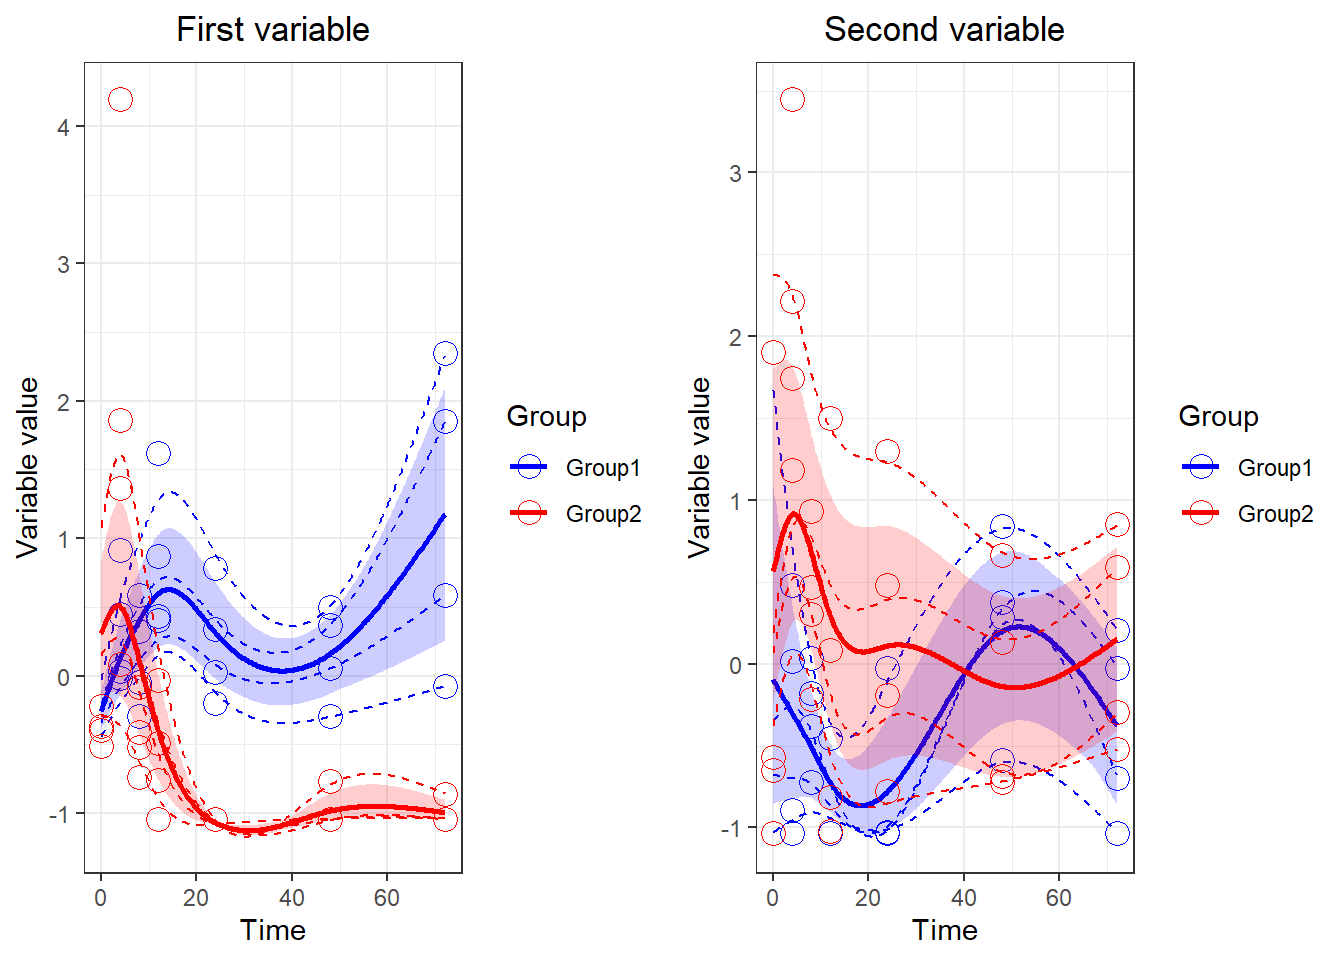 First variable
Variable value
4
3
2
1
0
-1
0 20 40 60
Time
Group
Group1
Group2
Second variable
Variable value
3
2
1
0
-1
0 20 40 60
Time
Group
Group1
Group2